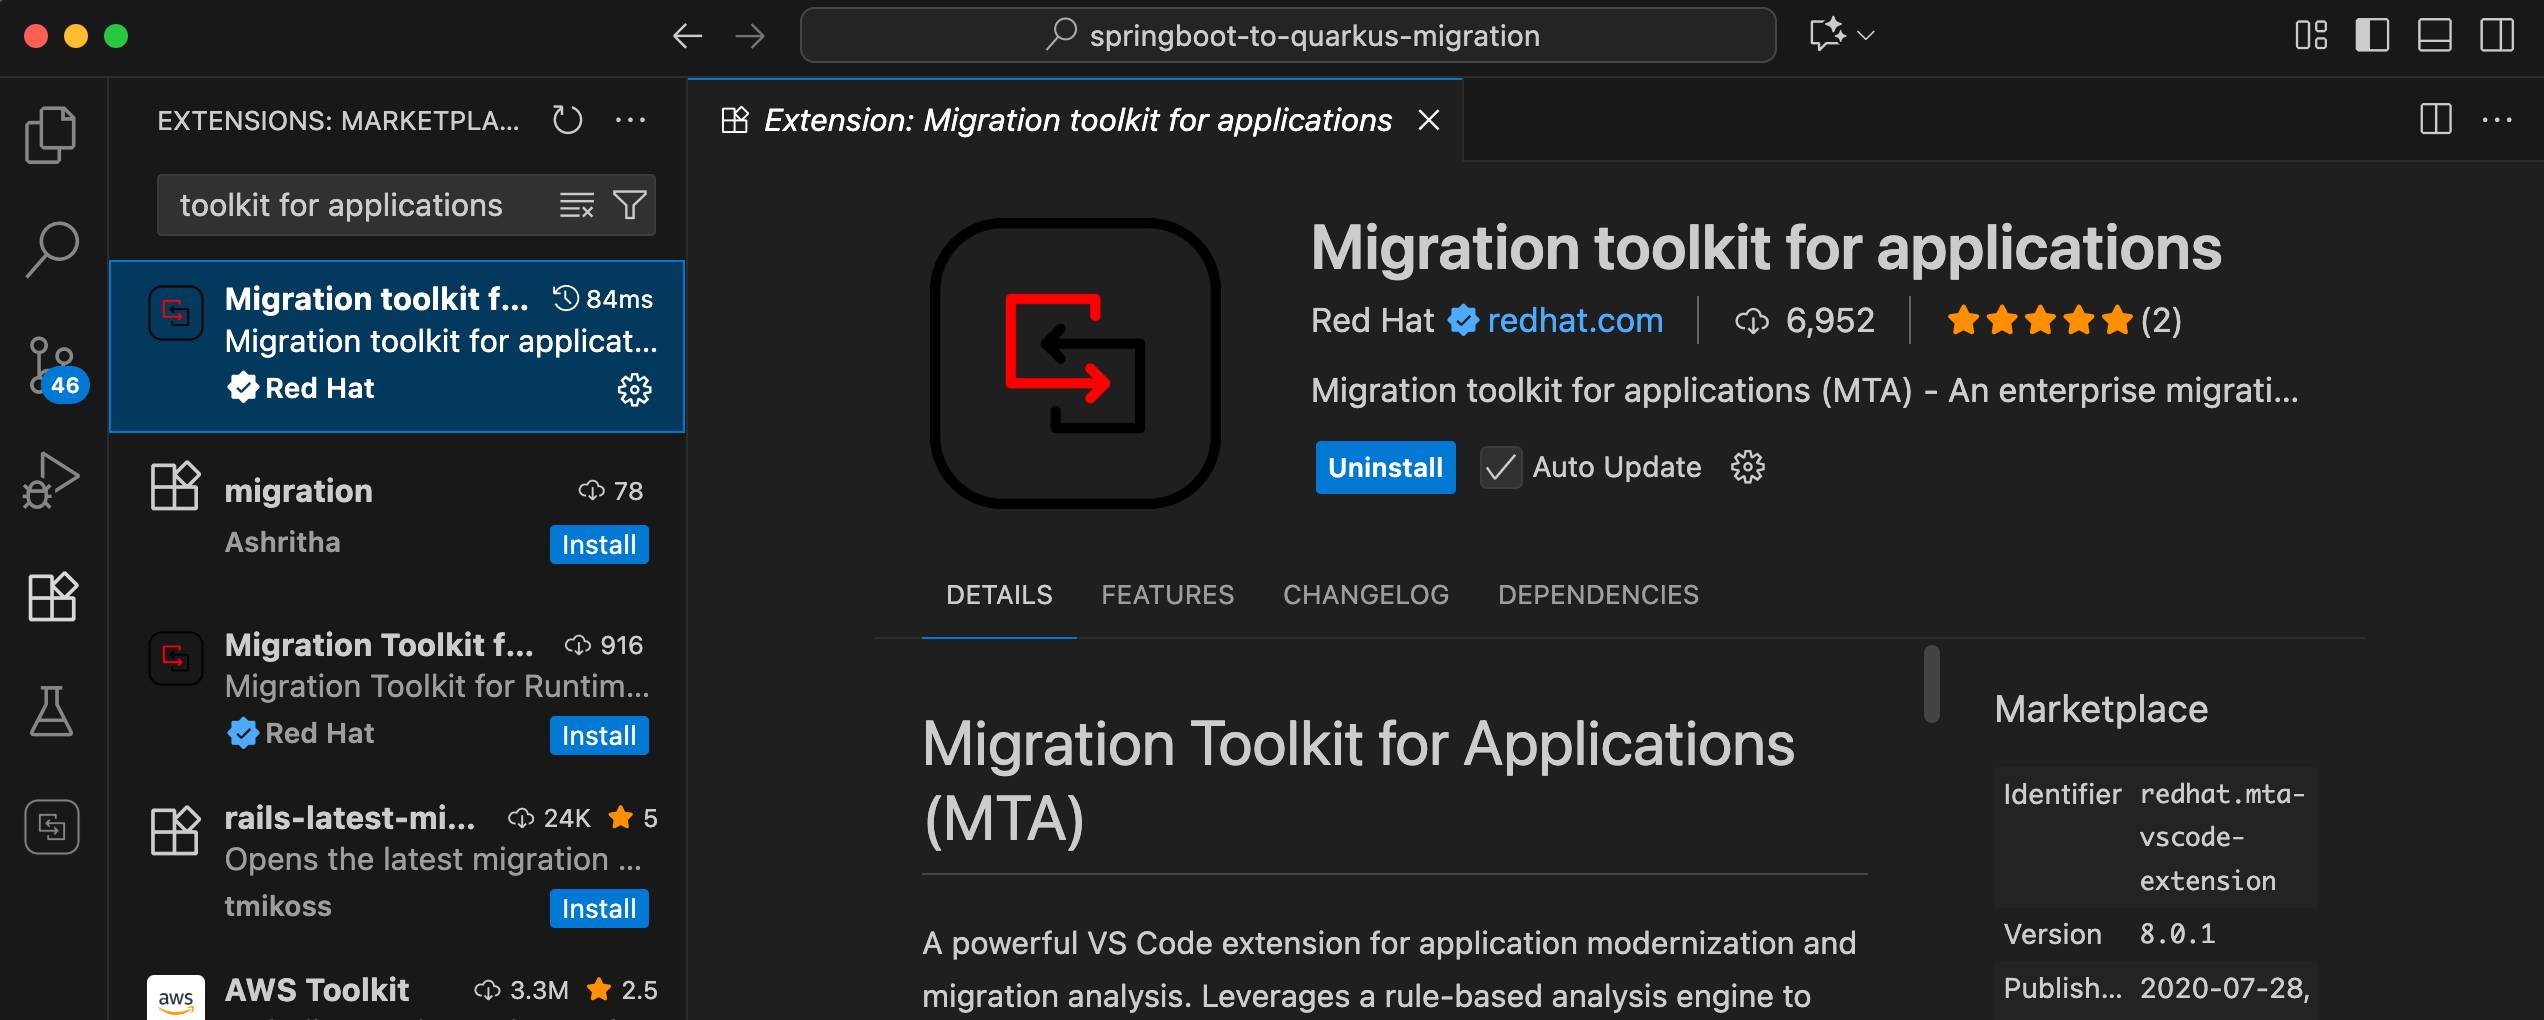 springboot-to-quarkus-migration
EXTENSIONS: MARKETPLA...
Extension: Migration toolkit for applications
toolkit for applications
Migration toolkit f... 84ms
Migration toolkit for applicat...
Red Hat
46
migration 78
Ashritha Install
Migration Toolkit f... 916
Migration Toolkit for Runtim...
Red Hat Install
rails-latest-mi... 24K 5
Opens the latest migration ...
tmikoss Install
aws
AWS Toolkit 3.3M 2.5
Migration toolkit for applications
Red Hat redhat.com 6,952 (2)
Migration toolkit for applications (MTA) - An enterprise migrati...
Uninstall Auto Update
DETAILS FEATURES CHANGELOG DEPENDENCIES
Migration Toolkit for Applications
(MTA)
A powerful VS Code extension for application modernization and
migration analysis. Leverages a rule-based analysis engine to
Marketplace
Identifier redhat.mta-
vscode-
extension
Version 8.0.1
Publish... 2020-07-28,